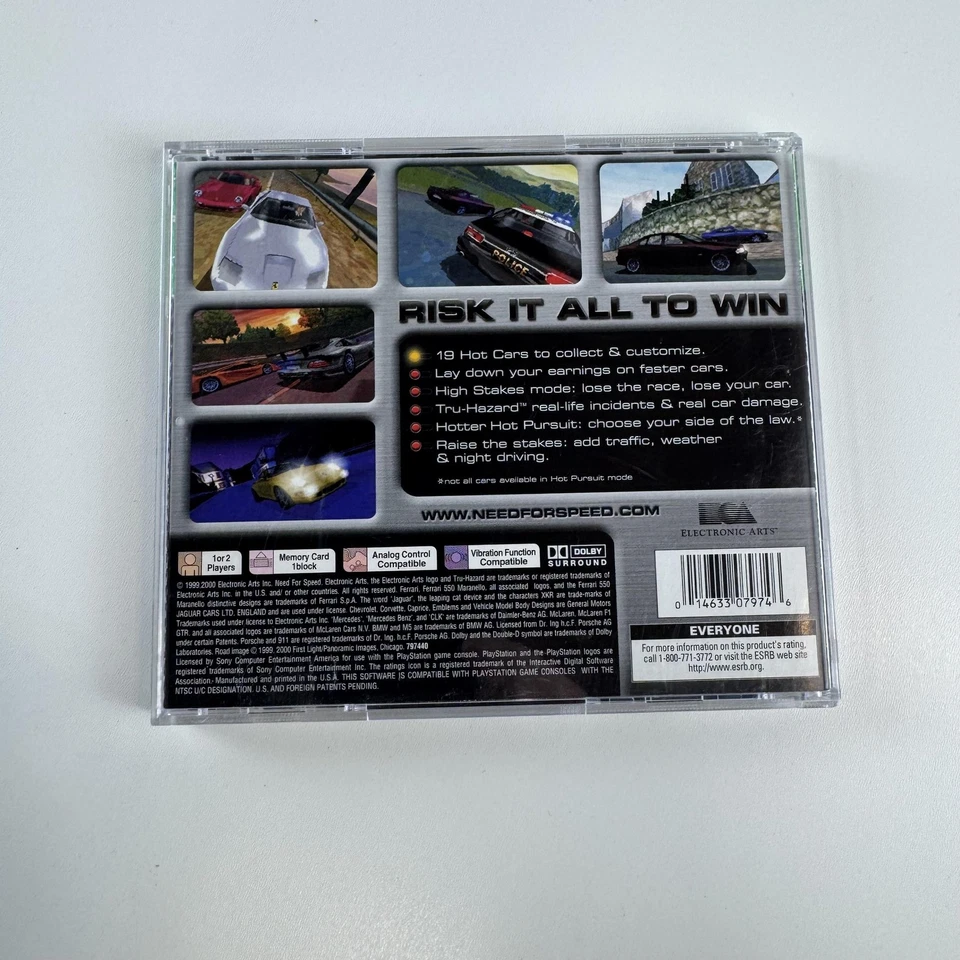 POLICE
RISK IT ALL TO WIN
19 Hot Cars to collect & customize.
Lay down your earnings on faster cars.
High Stakes mode: lose the race, lose your car.
Tru-Hazard™ real-life incidents & real car damage.
Hotter Hot Pursuit: choose your side of the law.*
Raise the stakes: add traffic, weather
& night driving.
*not all cars available in Hot Pursuit mode
WWW.NEEDFORSPEED.COM
EA
ELECTRONIC ARTS™
1 or 2
Players
Memory Card
1block
Analog Control
Compatible
Vibration Function
Compatible
DOLBY
SURROUND
© 1999,2000 Electronic Arts Inc. Need For Speed, Electronic Arts, the Electronic Arts logo and Tru-Hazard are trademarks or registered trademarks of
Electronic Arts Inc. in the U.S. and/ or other countries. All rights reserved. Ferrari, Ferrari 550 Maranello, all associated logos, and the Ferrari 550
Maranello distinctive designs are trademarks of Ferrari S.p.A. The word 'Jaguar', the leaping cat device and the characters XKR are trade-marks of
JAGUAR CARS LTD, ENGLAND and are used under license. Chevrolet, Corvette, Caprice, Emblems and Vehicle Model Body Designs are General Motors
Trademarks used under license to Electronic Arts Inc. 'Mercedes', 'Mercedes Benz', and 'CLK' are trademarks of Daimler-Benz AG. McLaren, McLaren F1
GTR, and all associated logos are trademarks of McLaren Cars N.V. BMW and M5 are trademarks of BMW AG. Licensed from Dr. Ing h.c.F. Porsche AG
under certain Patents. Porsche and 911 are registered trademarks of Dr. Ing. h.c.F. Porsche AG. Dolby and the Double-D symbol are trademarks of Dolby
Laboratories. Road Image © 1999, 2000 First Light/Panoramic Images, Chicago. 797440
Licensed by Sony Computer Entertainment America for use with the PlayStation game console. PlayStation and the PlayStation logos are
registered trademarks of Sony Computer Entertainment Inc. The ratings icon is a registered trademark of the Interactive Digital Software
Association. Manufactured and printed in the U.S.A. THIS SOFTWARE IS COMPATIBLE WITH PLAYSTATION GAME CONSOLES WITH THE
NTSC U/C DESIGNATION. U.S. AND FOREIGN PATENTS PENDING.
0 14633 07974 6
EVERYONE
For more information on this product's rating,
call 1-800-771-3772 or visit the ESRB web site
http://www.esrb.org.